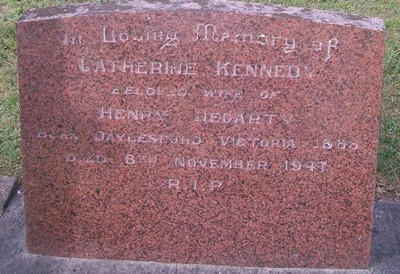 In Loving Memory of
CATHERINE KENNEDY
BELOVED WIFE OF
HENRY HEGARTY
BORN DAYLESFORD VICTORIA
DIED 8TH NOVEMBER 1947
R.I.P.